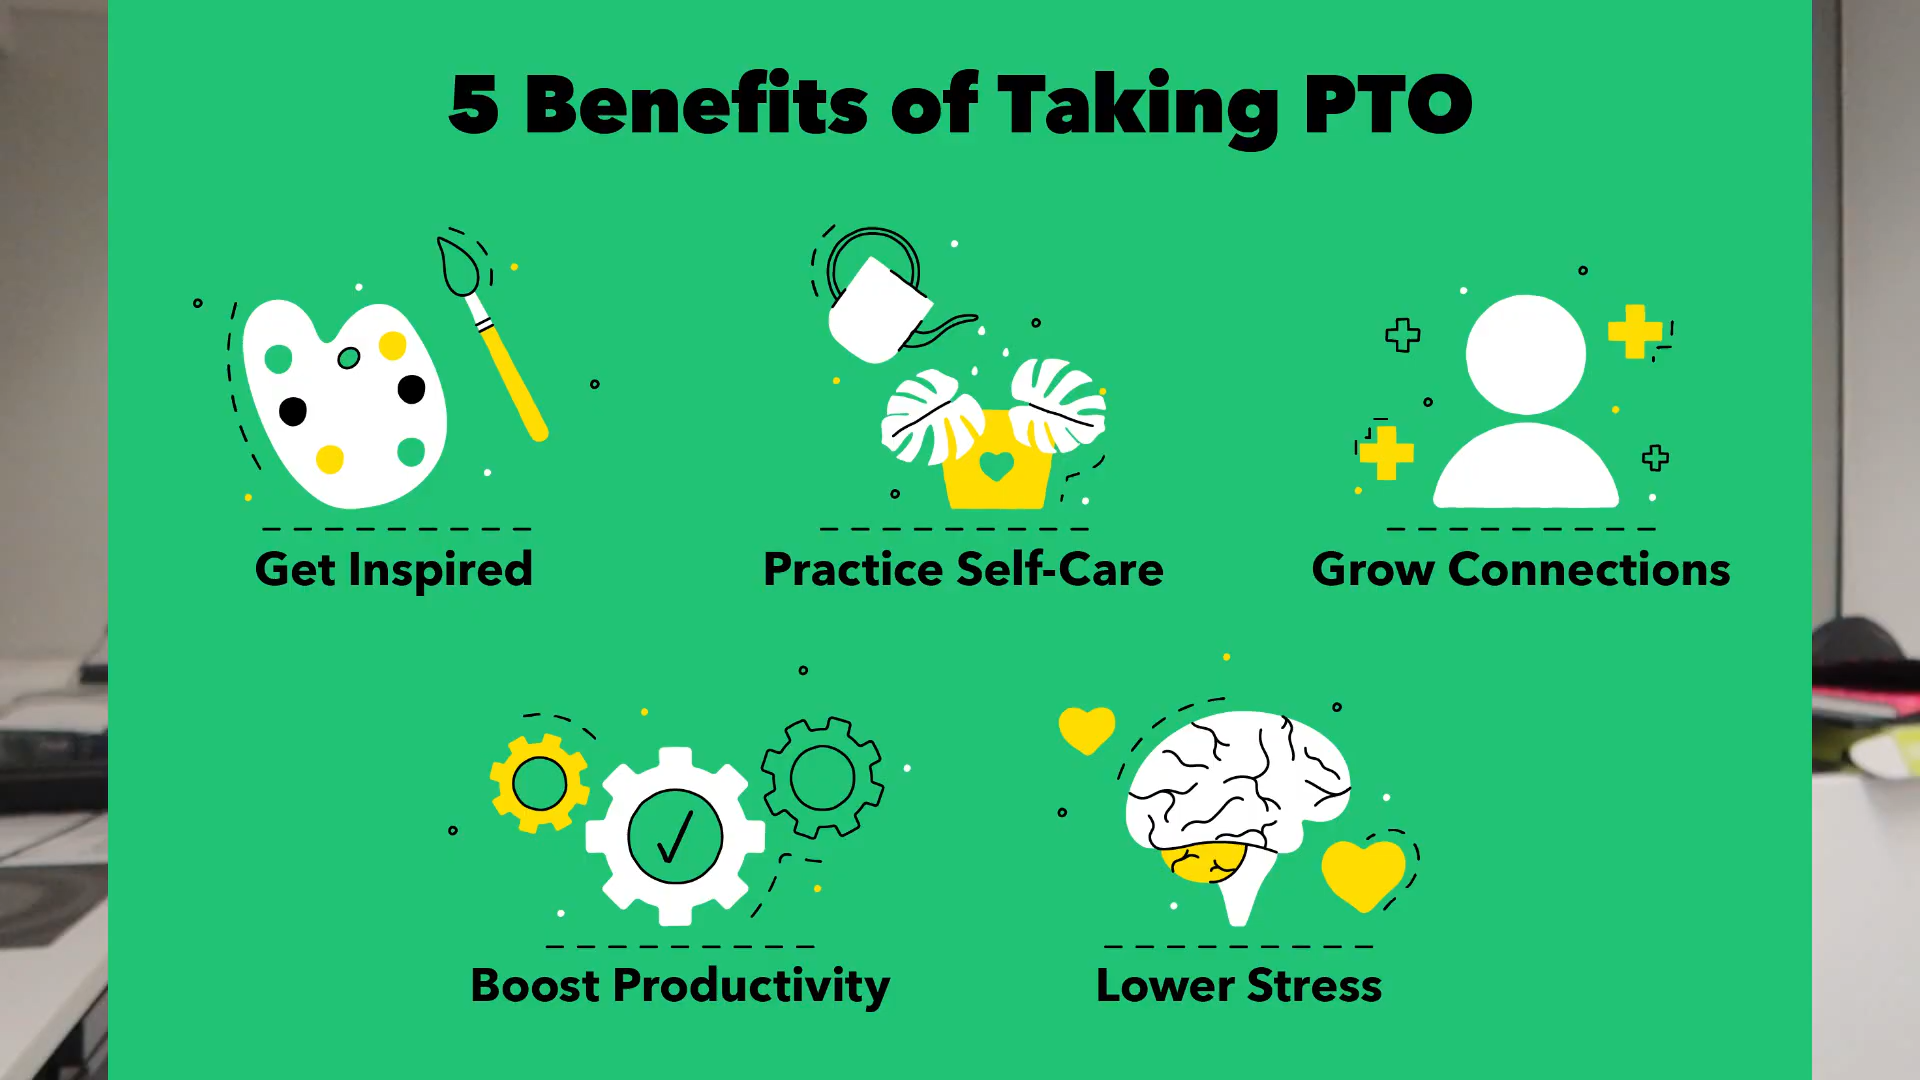 5 Benefits of Taking PTO
Get Inspired
Practice Self-Care
Grow Connections
Boost Productivity
Lower Stress